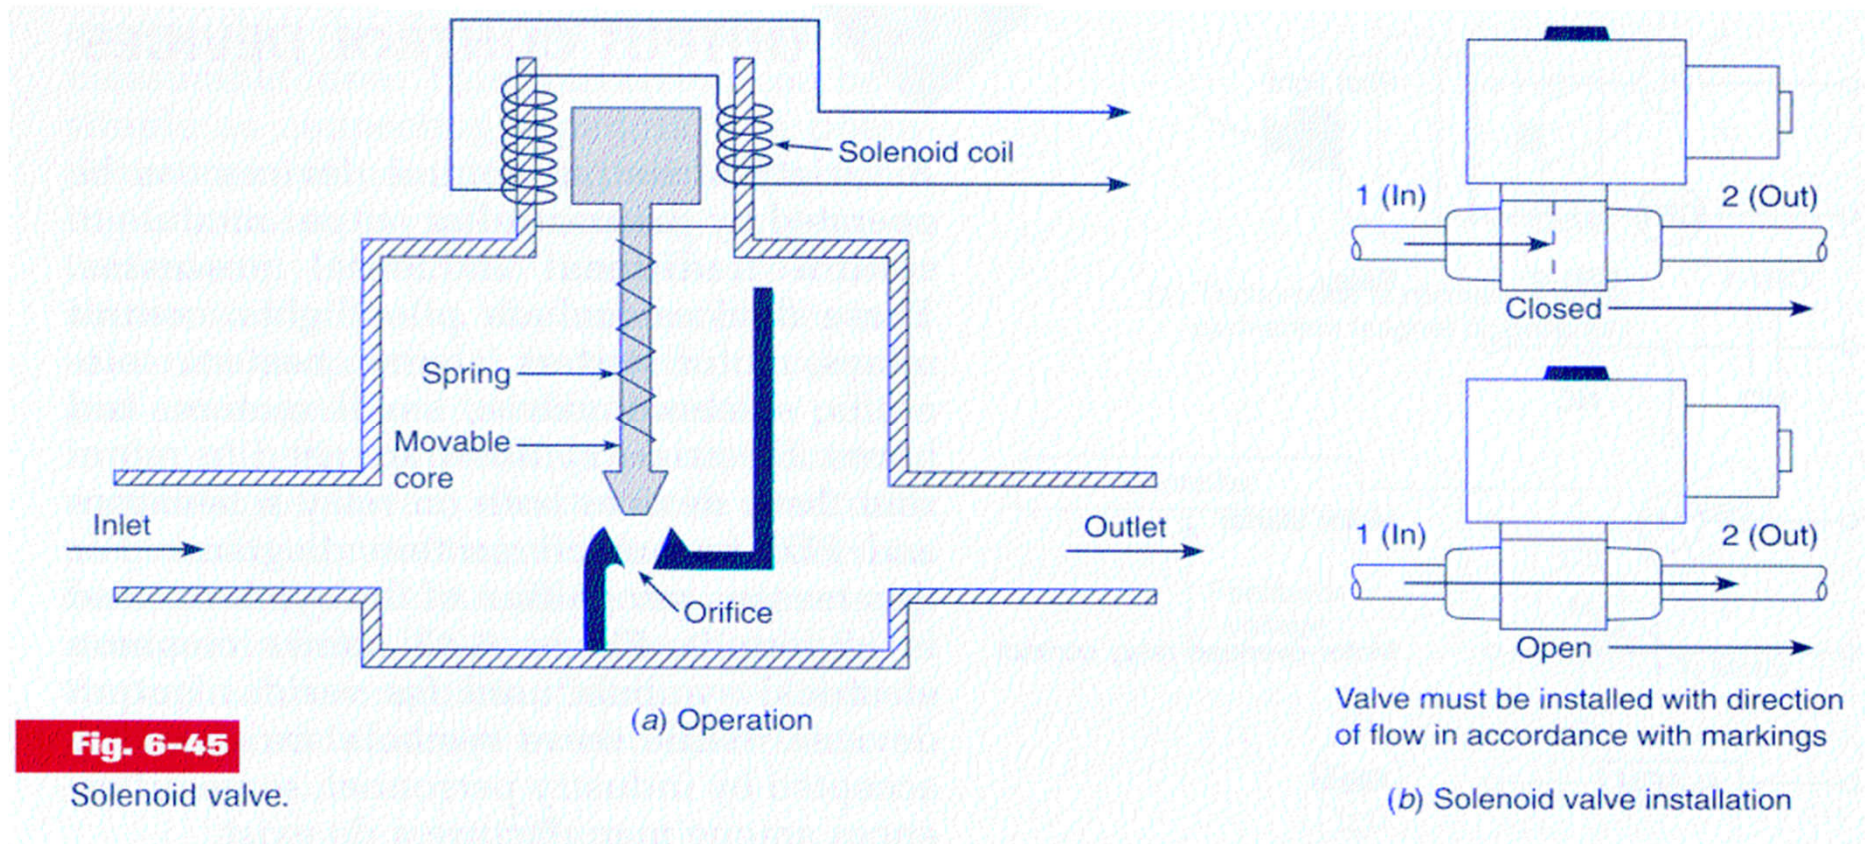 Solenoid coil
Spring
Movable
core
Inlet
Outlet
Orifice
(a) Operation
Fig. 6-45
Solenoid valve.
1 (In)
2 (Out)
Closed
1 (In)
2 (Out)
Open
Valve must be installed with direction
of flow in accordance with markings
(b) Solenoid valve installation